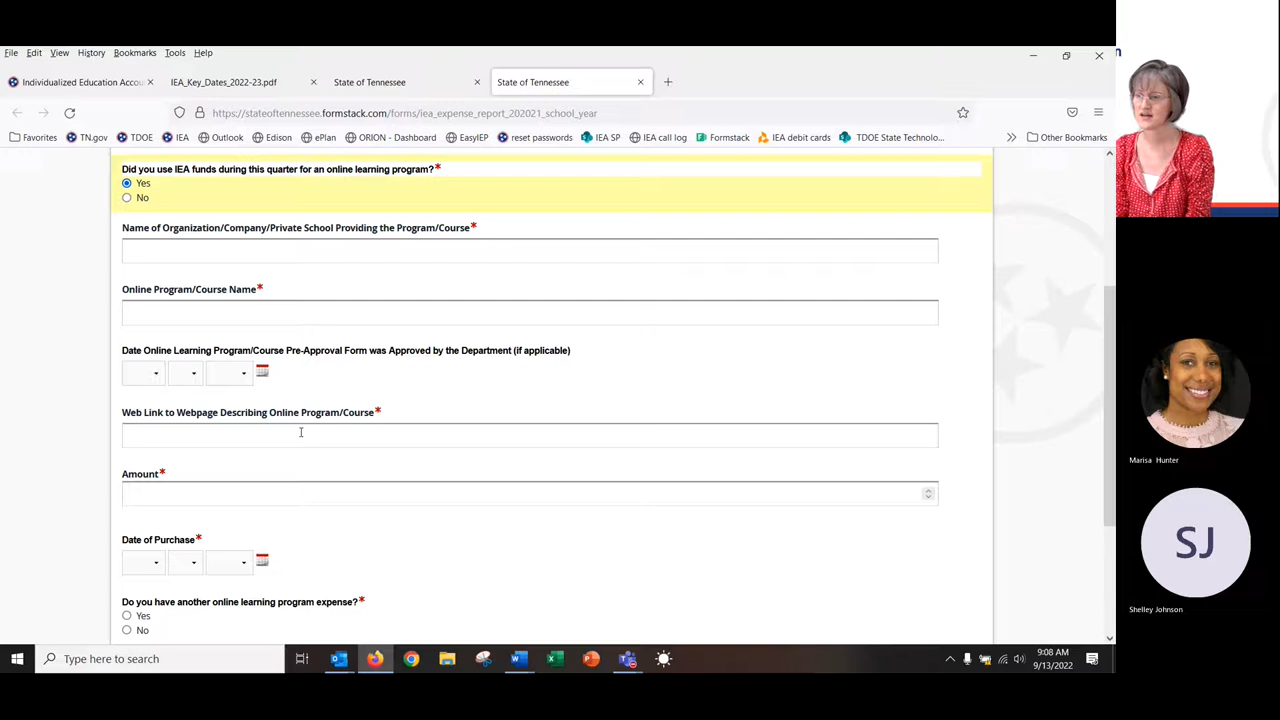 File Edit View History Bookmarks Tools Help
Individualized Education Accou
IEA_Key_Dates_2022-23.pdf
State of Tennessee
State of Tennessee
https://stateoftennessee.formstack.com/forms/iea_expense_report_202021_school_year
Favorites TN.gov TDOE IEA Outlook Edison ePlan ORION - Dashboard EasyIEP reset passwords IEA SP IEA call log Formstack IEA debit cards TDOE State Technolo... Other Bookmarks
Did you use IEA funds during this quarter for an online learning program?*
Yes
No
Name of Organization/Company/Private School Providing the Program/Course*
Online Program/Course Name*
Date Online Learning Program/Course Pre-Approval Form was Approved by the Department (if applicable)
Web Link to Webpage Describing Online Program/Course*
Amount*
Date of Purchase*
Do you have another online learning program expense?*
Yes
No
Type here to search
9:08 AM
9/13/2022
n
Marisa Hunter
SJ
Shelley Johnson